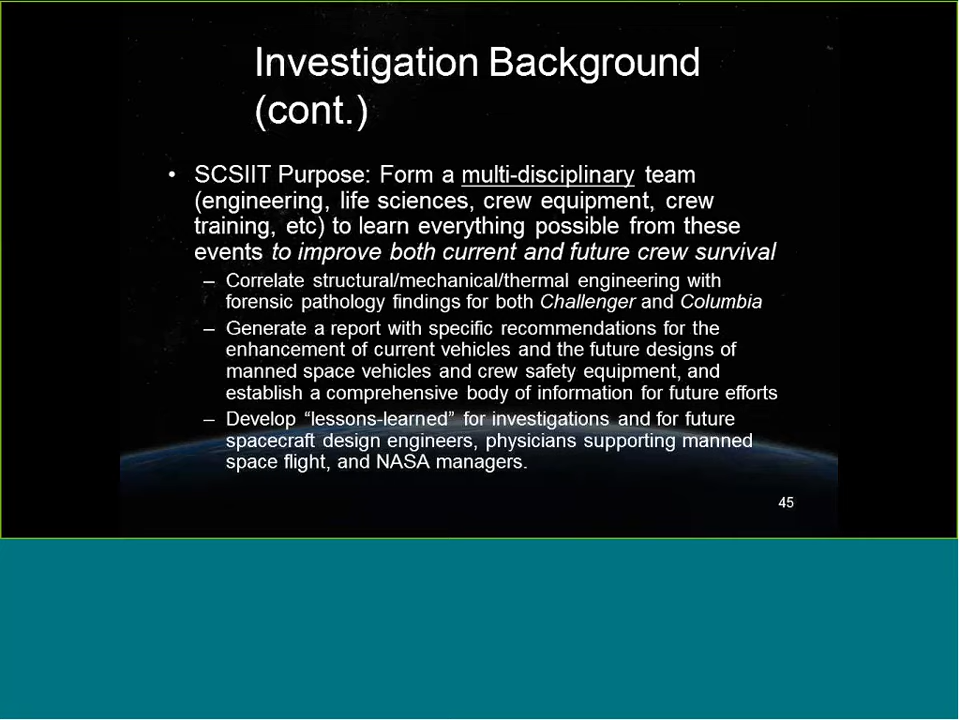 Investigation Background
(cont.)
• SCSIIT Purpose: Form a multi-disciplinary team
(engineering, life sciences, crew equipment, crew
training, etc) to learn everything possible from these
events to improve both current and future crew survival
– Correlate structural/mechanical/thermal engineering with
forensic pathology findings for both Challenger and Columbia
– Generate a report with specific recommendations for the
enhancement of current vehicles and the future designs of
manned space vehicles and crew safety equipment, and
establish a comprehensive body of information for future efforts
– Develop “lessons-learned” for investigations and for future
spacecraft design engineers, physicians supporting manned
space flight, and NASA managers.
45